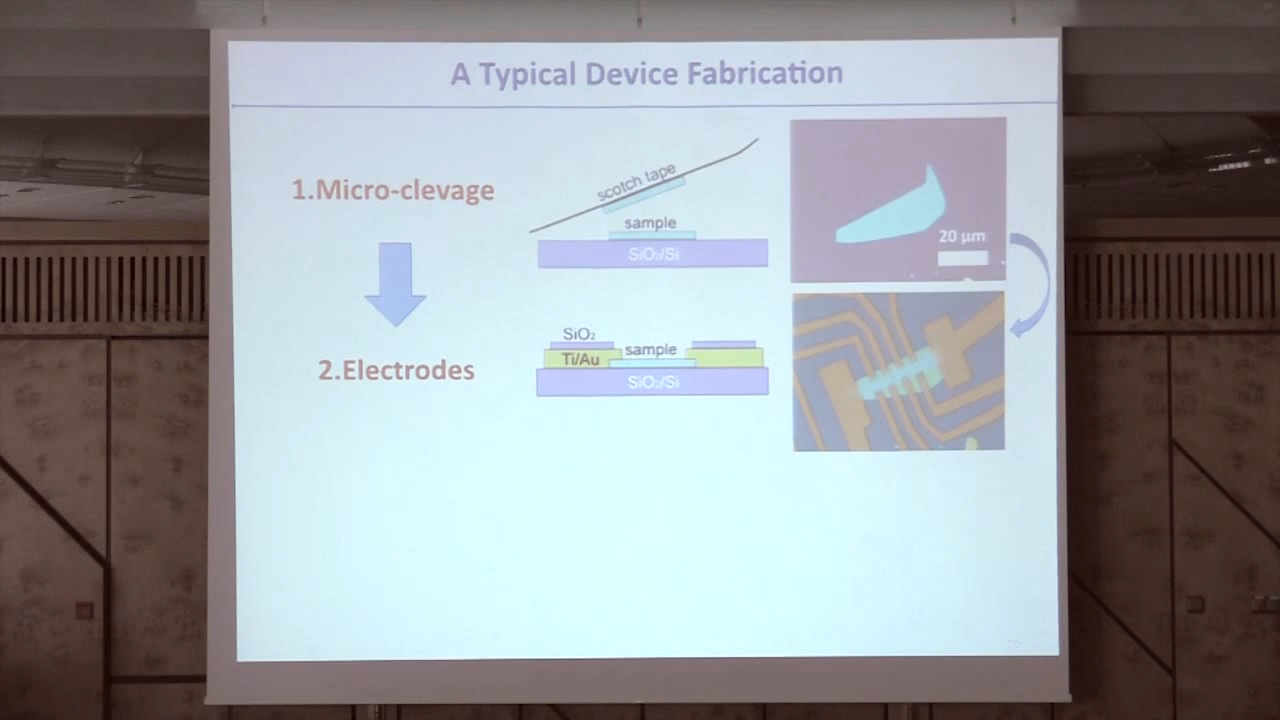 A Typical Device Fabrication
1.Micro-clevage
scotch tape
sample
SiO₂/Si
20 µm
2.Electrodes
SiO₂
Ti/Au
sample
SiO₂/Si